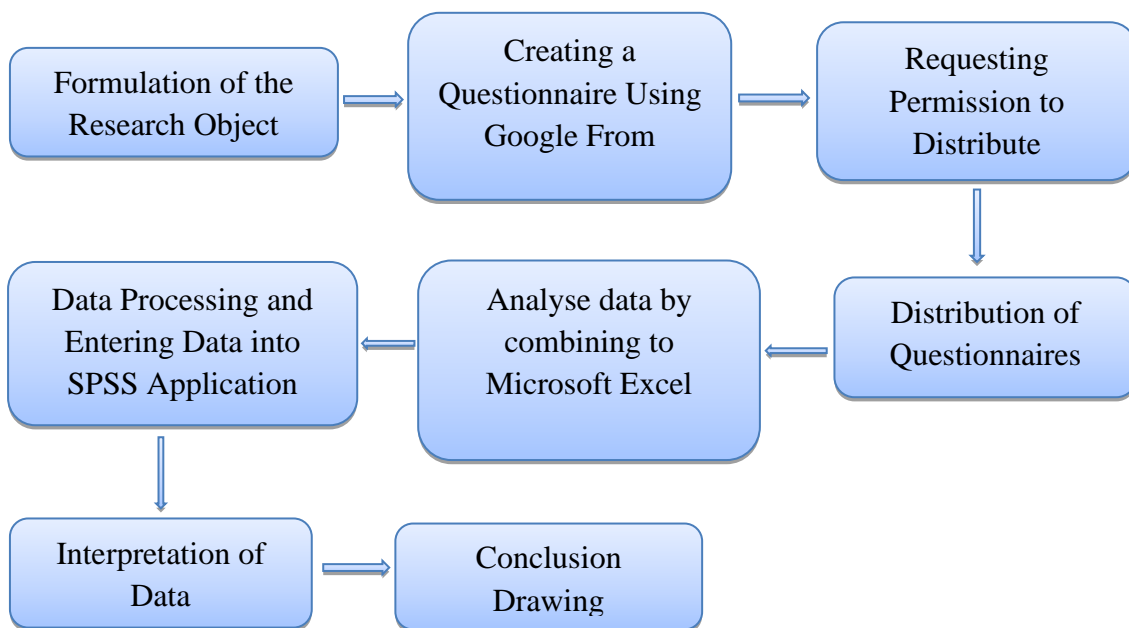 Formulation of the
Research Object
Creating a
Questionnaire Using
Google From
Requesting
Permission to
Distribute
Distribution of
Questionnaires
Analyse data by
combining to
Microsoft Excel
Data Processing and
Entering Data into
SPSS Application
Interpretation of
Data
Conclusion
Drawing